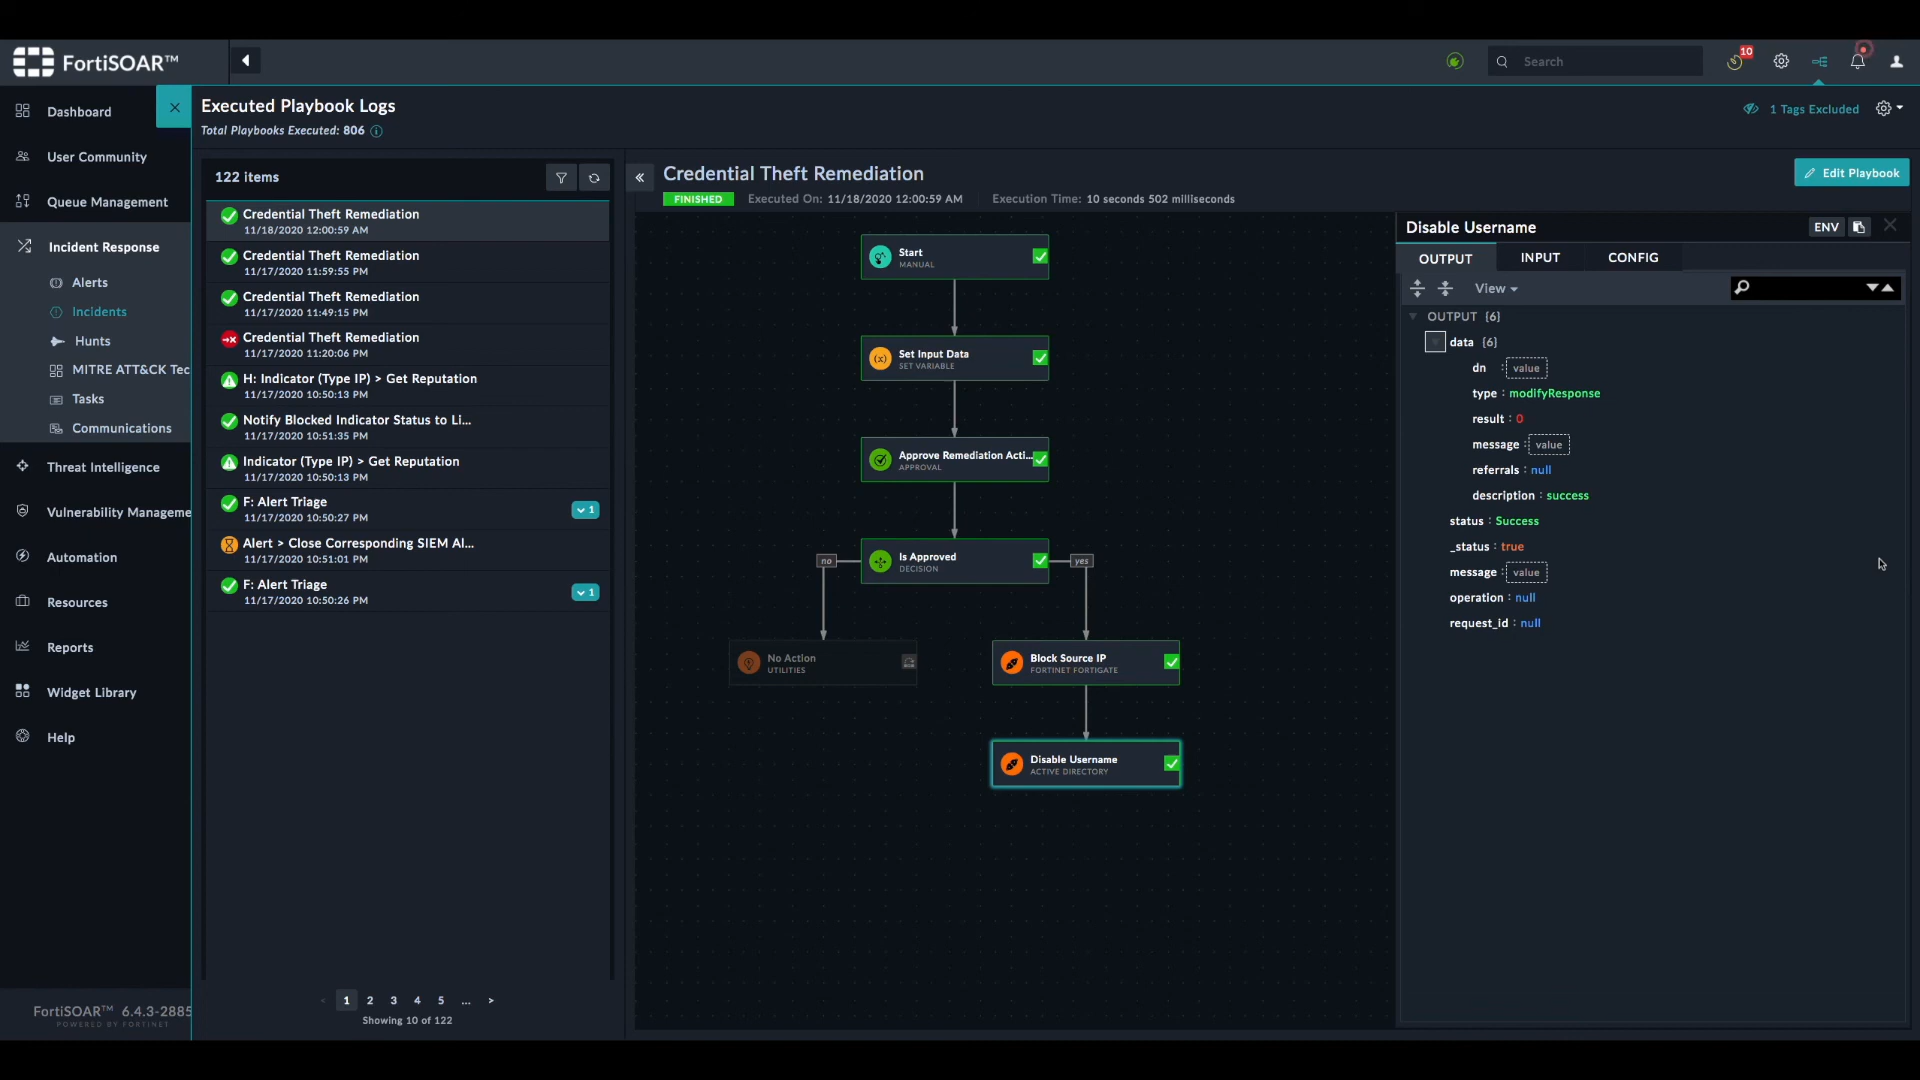 FortiSOAR™
10
Search
Dashboard
User Community
Queue Management
Incident Response
Alerts
Incidents
Hunts
MITRE ATT&CK Tec
Tasks
Communications
Threat Intelligence
Vulnerability Manageme
Automation
Resources
Reports
Widget Library
Help
FortiSOAR™ 6.4.3-2885
POWERED BY FORTINET
Executed Playbook Logs
Total Playbooks Executed: 806
1 Tags Excluded
122 items
Credential Theft Remediation
11/18/2020 12:00:59 AM
Credential Theft Remediation
11/17/2020 11:59:55 PM
Credential Theft Remediation
11/17/2020 11:49:15 PM
Credential Theft Remediation
11/17/2020 11:20:06 PM
H: Indicator (Type IP) > Get Reputation
11/17/2020 10:50:13 PM
Notify Blocked Indicator Status to Li...
11/17/2020 10:51:35 PM
Indicator (Type IP) > Get Reputation
11/17/2020 10:50:13 PM
F: Alert Triage
11/17/2020 10:50:27 PM
1
Alert > Close Corresponding SIEM Al...
11/17/2020 10:51:01 PM
F: Alert Triage
11/17/2020 10:50:26 PM
1
< 1 2 3 4 5 ... >
Showing 10 of 122
Credential Theft Remediation
Edit Playbook
FINISHED Executed On: 11/18/2020 12:00:59 AM Execution Time: 10 seconds 502 milliseconds
Start
MANUAL
Set Input Data
SET VARIABLE
(x)
Approve Remediation Acti...
APPROVAL
no
Is Approved
DECISION
yes
No Action
UTILITIES
Block Source IP
FORTINET FORTIGATE
Disable Username
ACTIVE DIRECTORY
Disable Username
ENV
OUTPUT INPUT CONFIG
View
OUTPUT {6}
data {6}
dn : value
type : modifyResponse
result : 0
message : value
referrals : null
description : success
status : Success
_status : true
message : value
operation : null
request_id : null